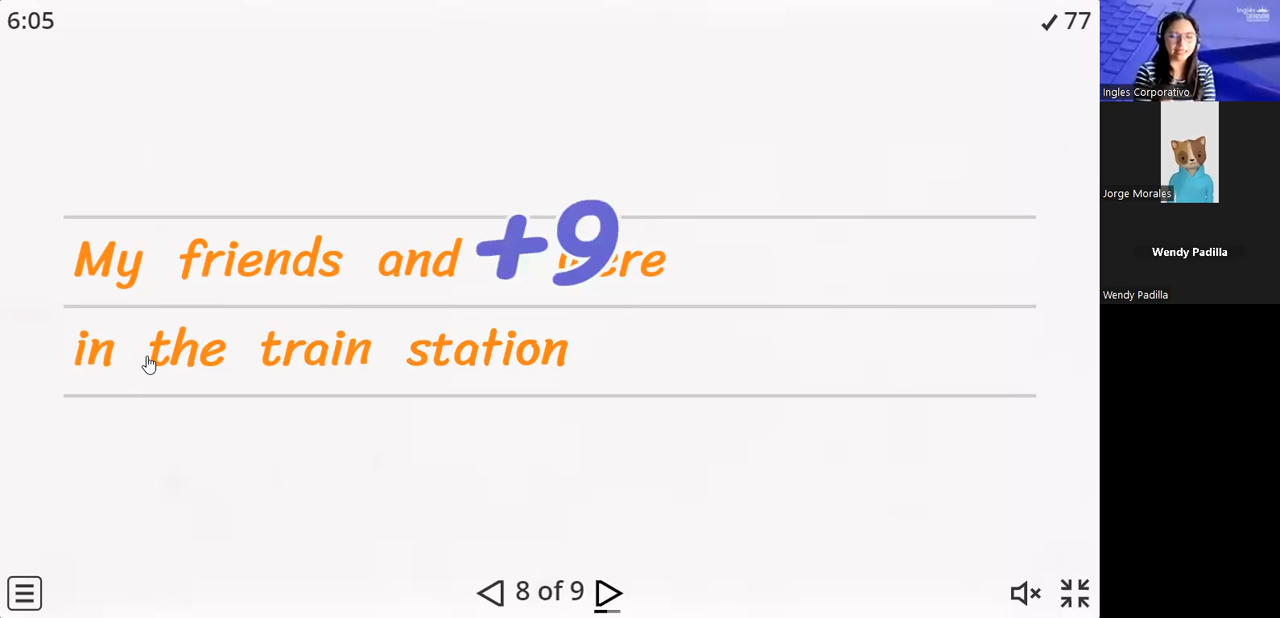 6:05
77
My friends and +9 ere
in the train station
8 of 9
Ingles Corporativo
Jorge Morales
Wendy Padilla
Wendy Padilla